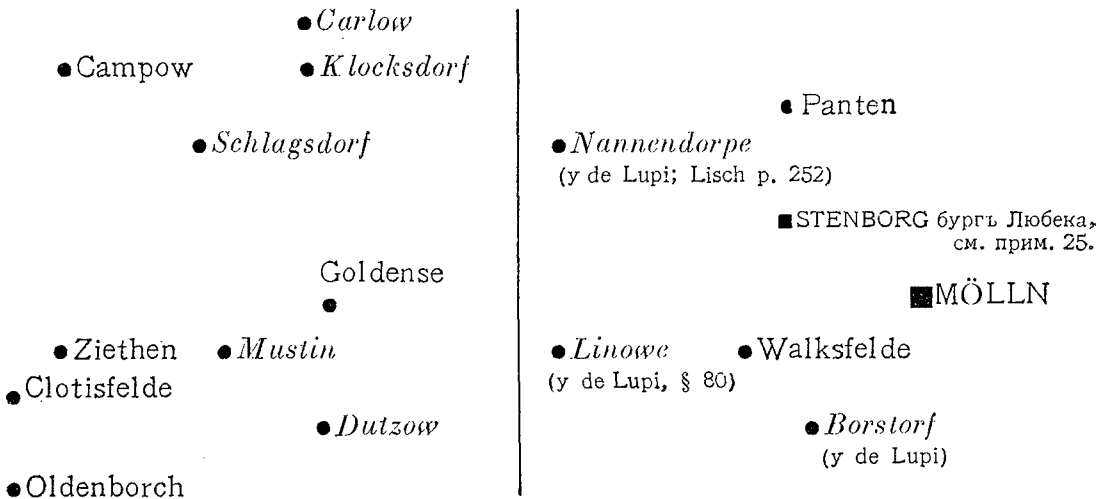 Carlow
Campow
Klocksdorf
Schlagsdorf
Goldense
Ziethen
Mustin
Clotisfelde
Dutzow
Oldenborch
Panten
Nannendorpe
(y de Lupi; Lisch p. 252)
STENBORG бургъ Любека,
см. прим. 25.
MÖLLN
Linowe
(y de Lupi, § 80)
Walksfelde
Borstorf
(y de Lupi)